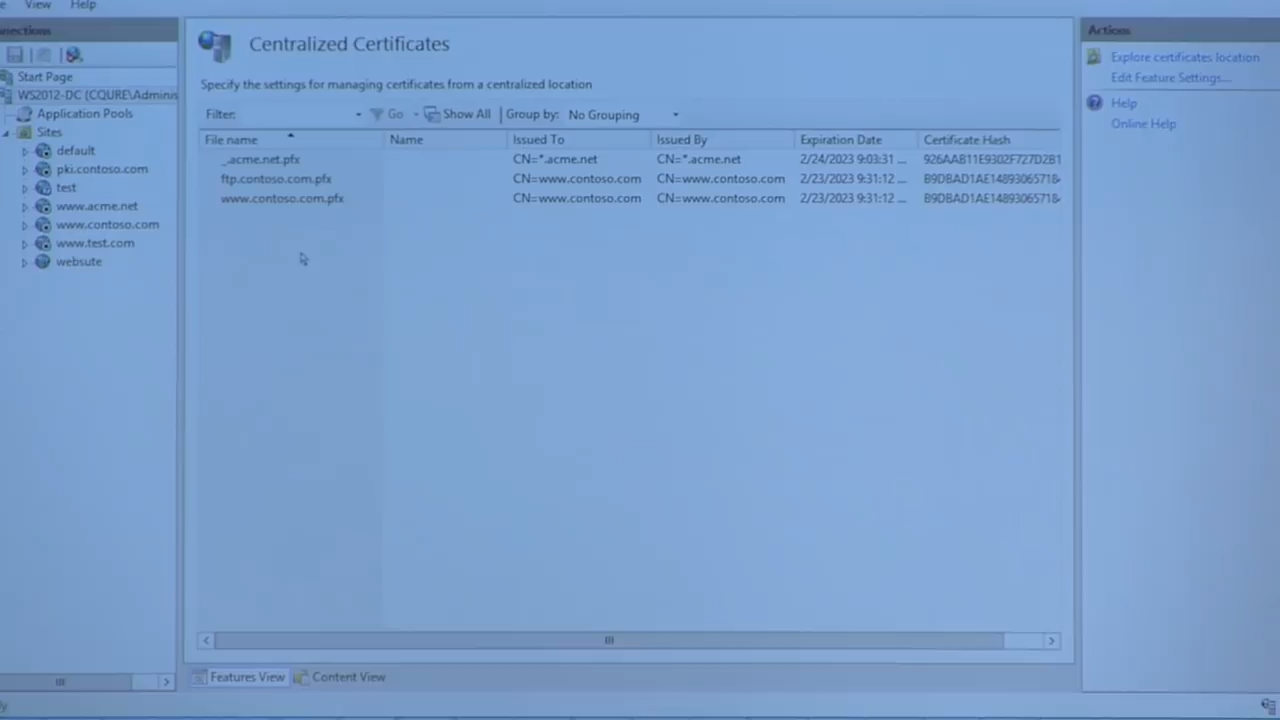 View Help
Start Page
WS2012-DC (CQURE\Adminis
Application Pools
Sites
default
pki.contoso.com
test
www.acme.net
www.contoso.com
www.test.com
websute
Centralized Certificates
Specify the settings for managing certificates from a centralized location
Filter: Go Show All Group by: No Grouping
File name Name Issued To Issued By Expiration Date Certificate Hash
_.acme.net.pfx CN=*.acme.net CN=*.acme.net 2/24/2023 9:03:31 ... 926AAB11E9302F727D2B1
ftp.contoso.com.pfx CN=www.contoso.com CN=www.contoso.com 2/23/2023 9:31:12 ... B9DBAD1AE148930657184
www.contoso.com.pfx CN=www.contoso.com CN=www.contoso.com 2/23/2023 9:31:12 ... B9DBAD1AE148930657184
Features View Content View
Actions
Explore certificates location
Edit Feature Settings...
Help
Online Help